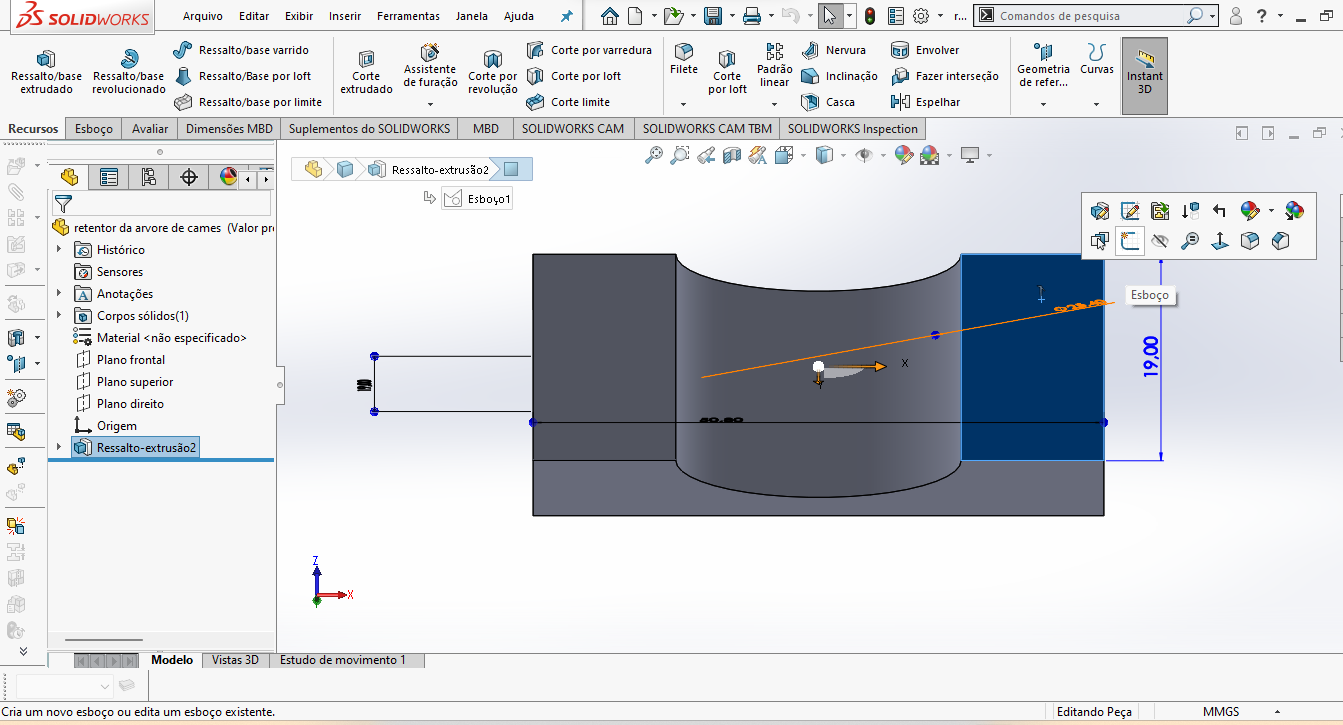 SOLIDWORKS
Arquivo Editar Exibir Inserir Ferramentas Janela Ajuda
r...
Comandos de pesquisa
?
Ressalto/base extrudado
Ressalto/base revolucionado
Ressalto/base varrido
Ressalto/Base por loft
Ressalto/base por limite
Corte extrudado
Assistente de furação
Corte por revolução
Corte por varredura
Corte por loft
Corte limite
Filete
Corte por loft
Padrão linear
Nervura
Inclinação
Casca
Envolver
Fazer interseção
Espelhar
Geometria de refer...
Curvas
Instant 3D
Recursos Esboço Avaliar Dimensões MBD Suplementos do SOLIDWORKS MBD SOLIDWORKS CAM SOLIDWORKS CAM TBM SOLIDWORKS Inspection
Ressalto-extrusão2
Esboço1
retentor da arvore de cames (Valor pr
Histórico
Sensores
Anotações
Corpos sólidos(1)
Material <não especificado>
Plano frontal
Plano superior
Plano direito
Origem
Ressalto-extrusão2
Esboço
19,00
X
Z
X
Modelo Vistas 3D Estudo de movimento 1
Cria um novo esboço ou edita um esboço existente.
Editando Peça
MMGS